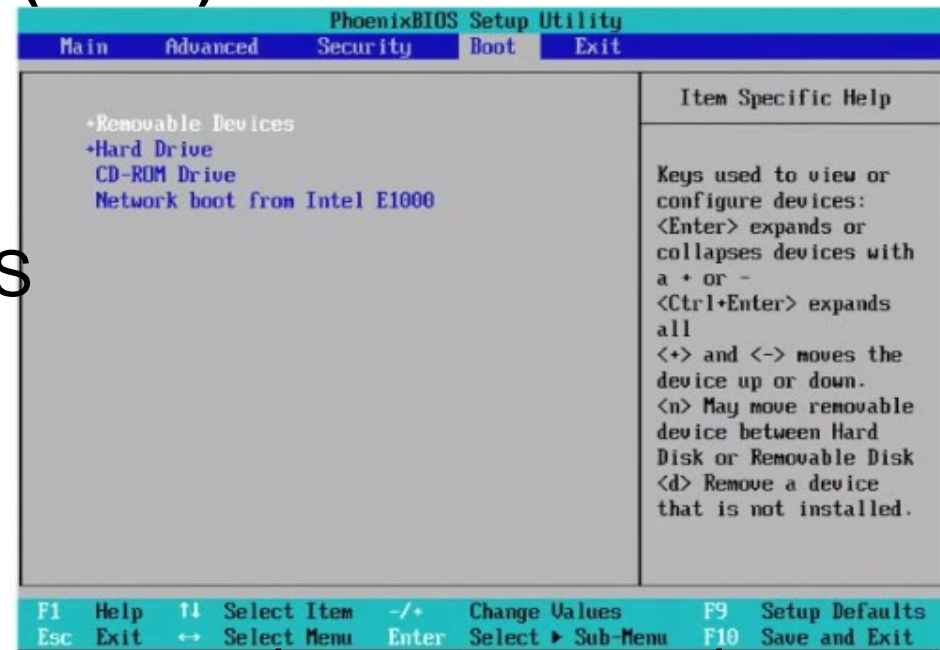 PhoenixBIOS Setup Utility
Main Advanced Security Boot Exit
+Removable Devices
+Hard Drive
CD-ROM Drive
Network boot from Intel E1000
S
Item Specific Help
Keys used to view or
configure devices:
<Enter> expands or
collapses devices with
a + or -
<Ctrl+Enter> expands
all
<+> and <-> moves the
device up or down.
<n> May move removable
device between Hard
Disk or Removable Disk
<d> Remove a device
that is not installed.
F1 Help ↑↓ Select Item -/+ Change Values F9 Setup Defaults
Esc Exit ↔ Select Menu Enter Select ▶ Sub-Menu F10 Save and Exit